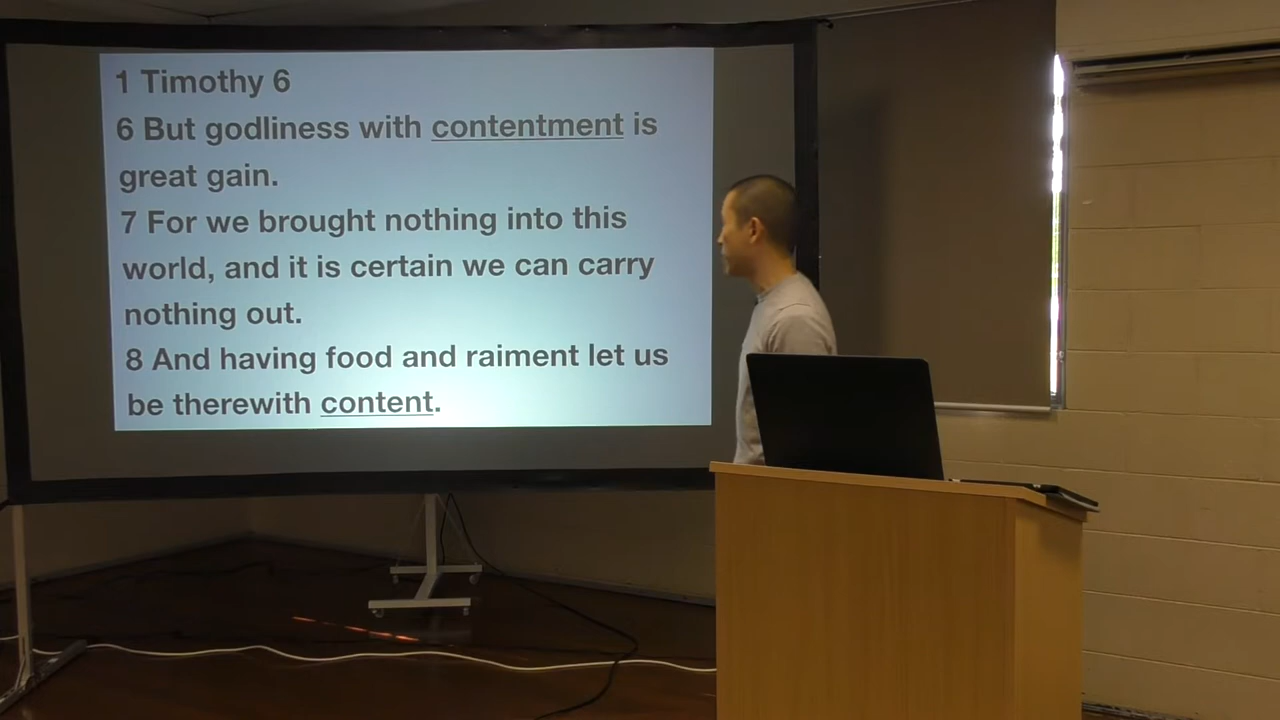 1 Timothy 6
6 But godliness with contentment is
great gain.
7 For we brought nothing into this
world, and it is certain we can carry
nothing out.
8 And having food and raiment let us
be therewith content.